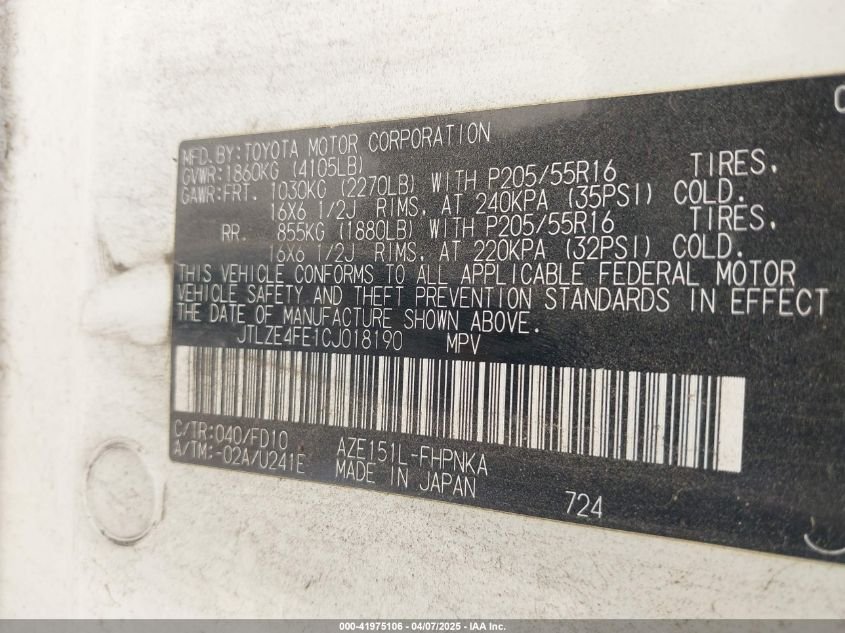 MFD. BY: TOYOTA MOTOR CORPORATION
GVWR: 1860KG (4105LB)
GAWR: FRT. 1030KG (2270LB) WITH P205/55R16 TIRES,
16X6 1/2J RIMS, AT 240KPA (35PSI) COLD.
RR. 855KG (1880LB) WITH P205/55R16 TIRES,
16X6 1/2J RIMS, AT 220KPA (32PSI) COLD.
THIS VEHICLE CONFORMS TO ALL APPLICABLE FEDERAL MOTOR
VEHICLE SAFETY AND THEFT PREVENTION STANDARDS IN EFFECT
THE DATE OF MANUFACTURE SHOWN ABOVE.
JTLZE4FE1CJ018190 MPV
C/TR: 040/FD10 AZE151L-FHPNKA
A/TM: -02A/U241E MADE IN JAPAN
724
000-41975106 - 04/07/2025 - IAA Inc.